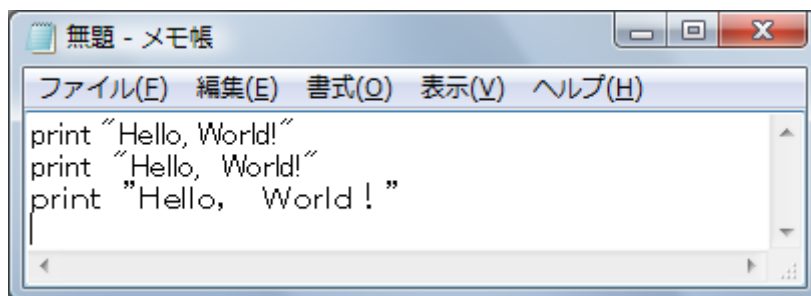 無題 - メモ帳
ファイル(F) 編集(E) 書式(O) 表示(V) ヘルプ(H)
print "Hello, World!"
print　"Hello,　World!"
ｐｒｉｎｔ　”Ｈｅｌｌｏ，　Ｗｏｒｌｄ！”